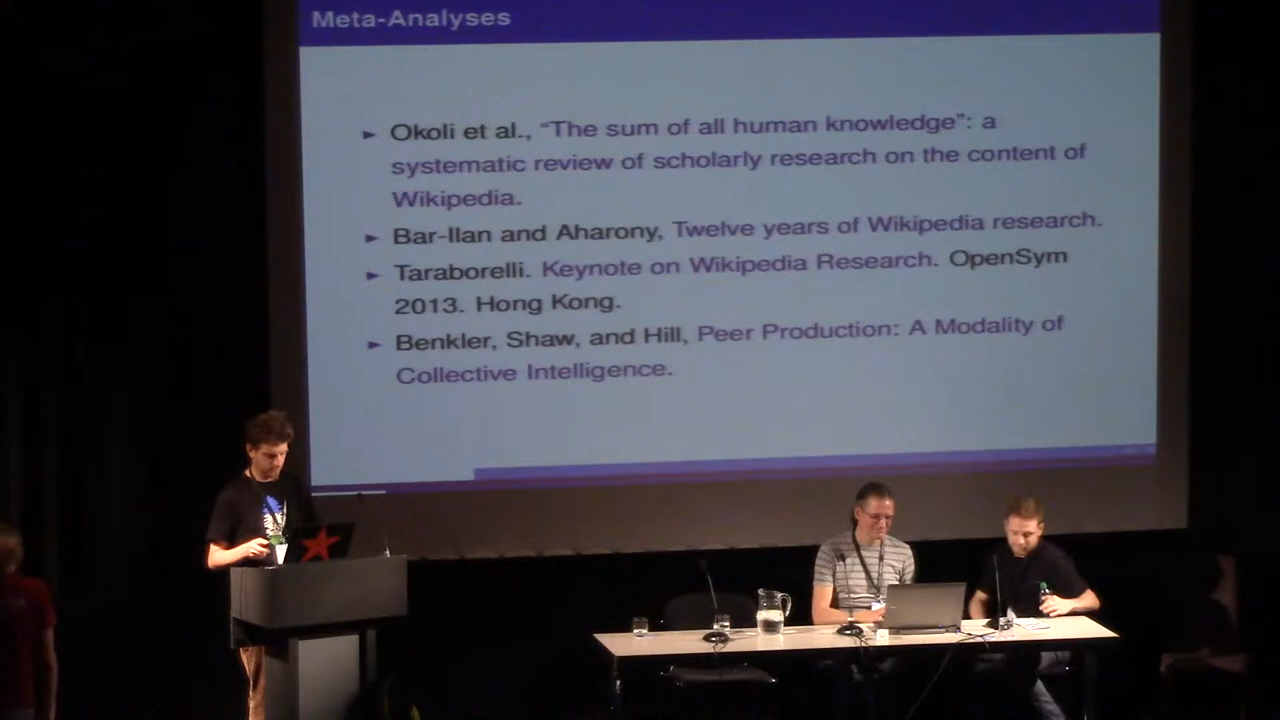 Meta-Analyses
► Okoli et al., “The sum of all human knowledge”: a
systematic review of scholarly research on the content of
Wikipedia.
► Bar-Ilan and Aharony, Twelve years of Wikipedia research.
► Taraborelli. Keynote on Wikipedia Research. OpenSym
2013. Hong Kong.
► Benkler, Shaw, and Hill, Peer Production: A Modality of
Collective Intelligence.